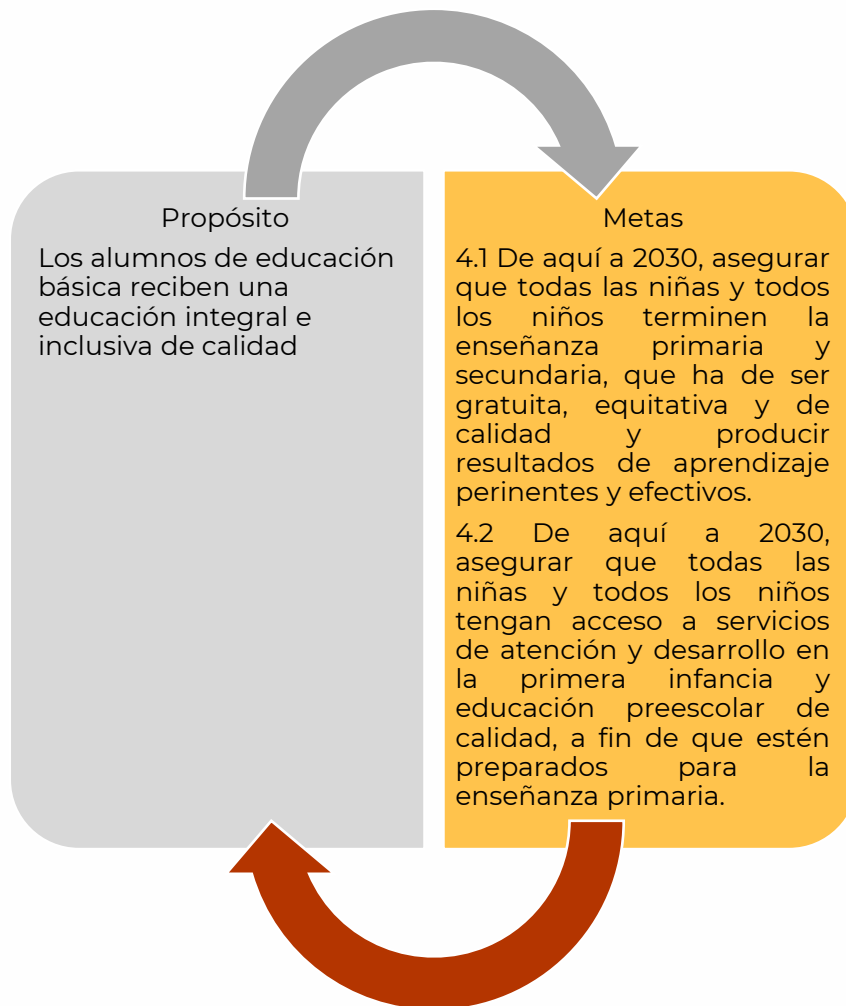 Propósito
Los alumnos de educación
básica reciben una
educación integral e
inclusiva de calidad
Metas
4.1 De aquí a 2030, asegurar
que todas las niñas y todos
los niños terminen la
enseñanza primaria y
secundaria, que ha de ser
gratuita, equitativa y de
calidad y producir
resultados de aprendizaje
perinentes y efectivos.
4.2 De aquí a 2030,
asegurar que todas las
niñas y todos los niños
tengan acceso a servicios
de atención y desarrollo en
la primera infancia y
educación preescolar de
calidad, a fin de que estén
preparados para la
enseñanza primaria.